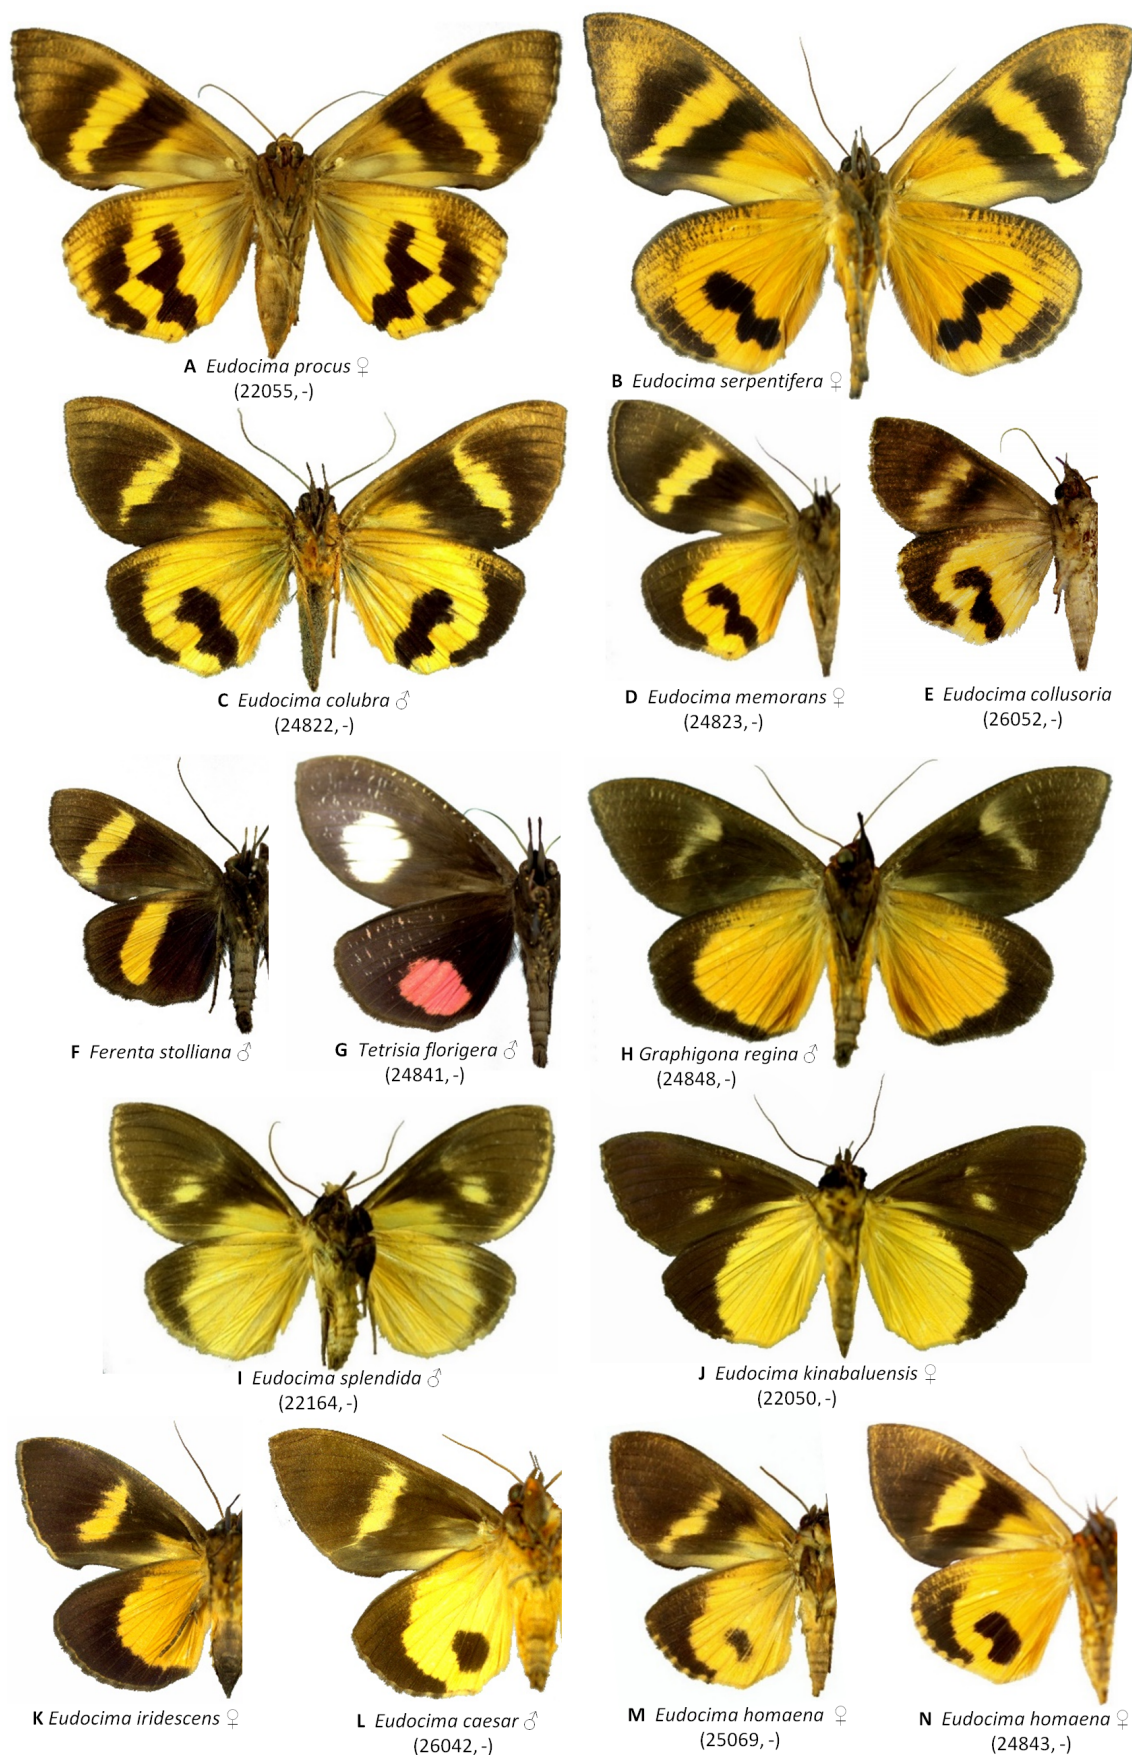 A Eudocima procus ♀
(22055, -)
B Eudocima serpentifera ♀
C Eudocima colubra ♂
(24822, -)
D Eudocima memorans ♀
(24823, -)
E Eudocima collusoria
(26052, -)
F Ferenta stolliana ♂
G Tetrisia florigera ♂
(24841, -)
H Graphigona regina ♂
(24848, -)
I Eudocima splendida ♂
(22164, -)
J Eudocima kinabaluensis ♀
(22050, -)
K Eudocima iridescens ♀
L Eudocima caesar ♂
(26042, -)
M Eudocima homaena ♀
(25069, -)
N Eudocima homaena ♀
(24843, -)